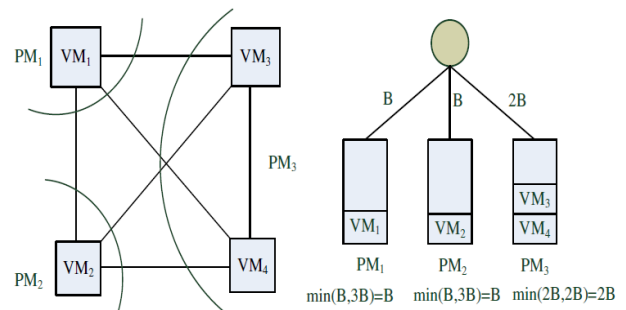 PM₁
VM₁
VM₃
PM₃
PM₂
VM₂
VM₄
B
B
2B
VM₁
VM₂
VM₃
VM₄
PM₁
PM₂
PM₃
min(B,3B)=B
min(B,3B)=B
min(2B,2B)=2B